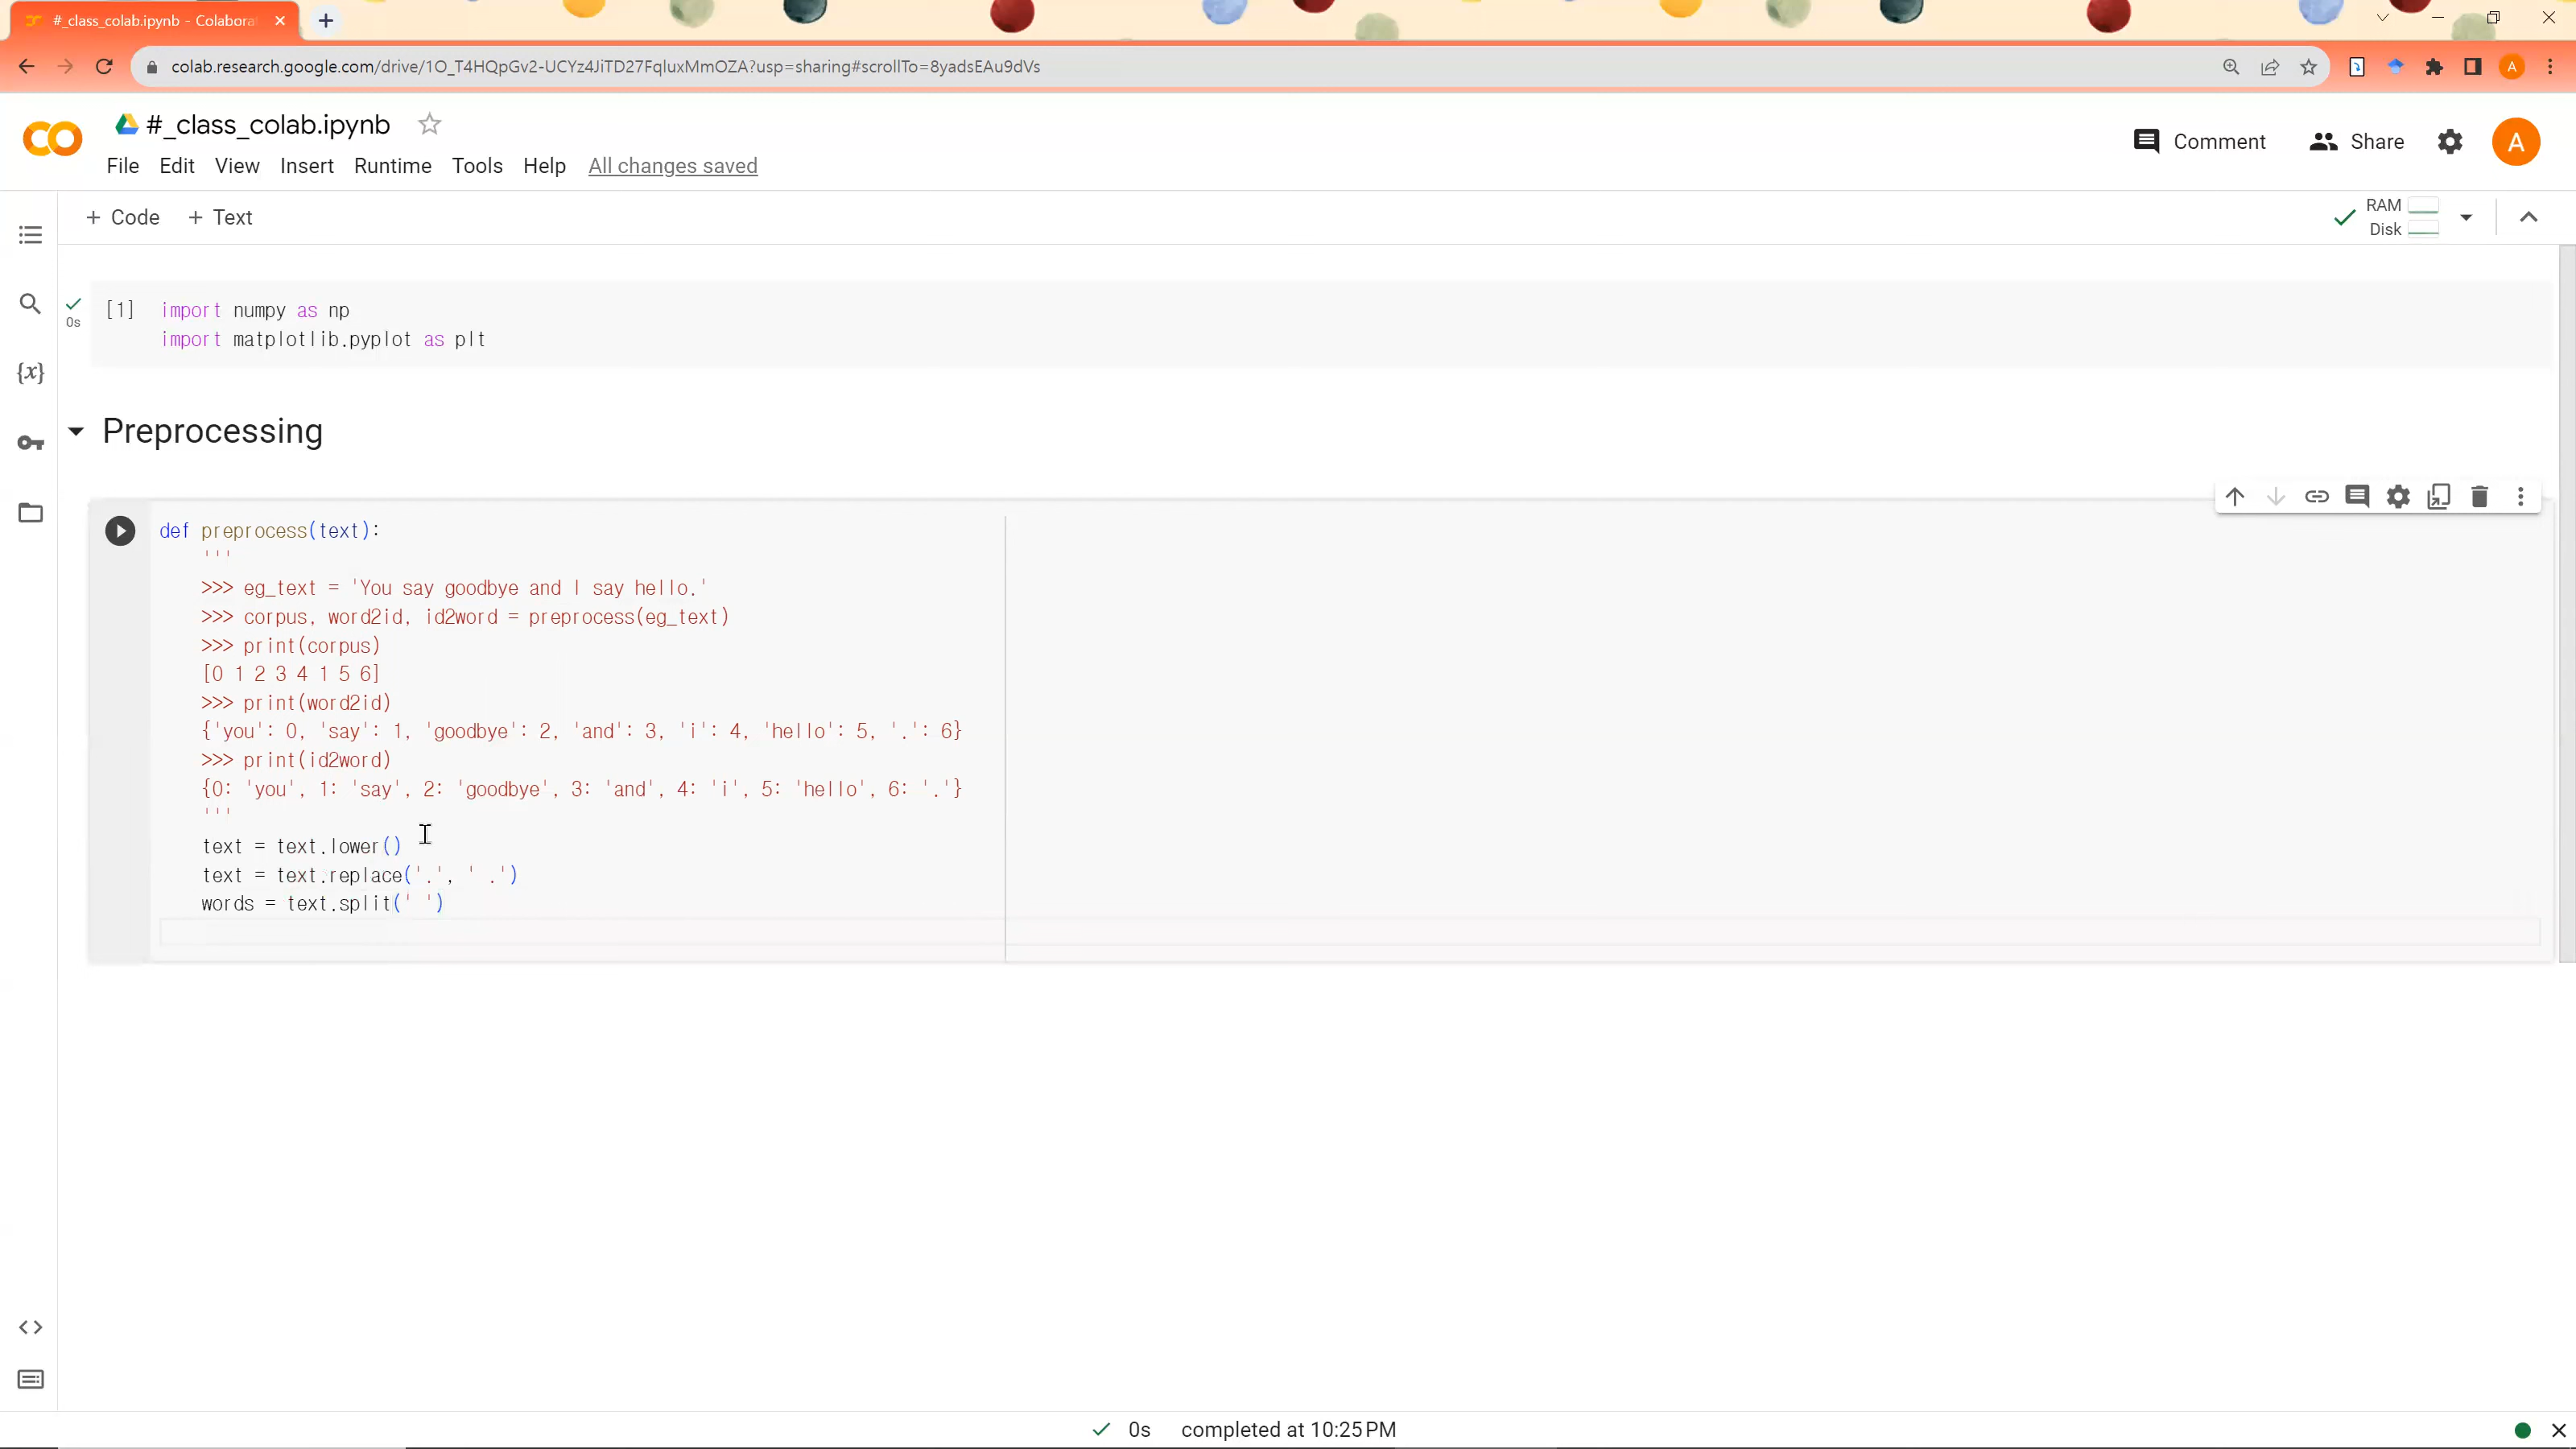 #_class_colab.ipynb - Colabora
colab.research.google.com/drive/1O_T4HQpGv2-UCYz4JiTD27FqluxMmOZA?usp=sharing#scrollTo=8yadsEAu9dVs
A
#_class_colab.ipynb
Comment
Share
A
File Edit View Insert Runtime Tools Help All changes saved
+ Code + Text
RAM
Disk
{x}
0s
[1] import numpy as np
import matplotlib.pyplot as plt
Preprocessing
def preprocess(text):
'''
>>> eg_text = 'You say goodbye and I say hello.'
>>> corpus, word2id, id2word = preprocess(eg_text)
>>> print(corpus)
[0 1 2 3 4 1 5 6]
>>> print(word2id)
{'you': 0, 'say': 1, 'goodbye': 2, 'and': 3, 'i': 4, 'hello': 5, '.': 6}
>>> print(id2word)
{0: 'you', 1: 'say', 2: 'goodbye', 3: 'and', 4: 'i', 5: 'hello', 6: '.'}
'''
text = text.lower()
text = text.replace('.', ' .')
words = text.split(' ')
0s completed at 10:25 PM